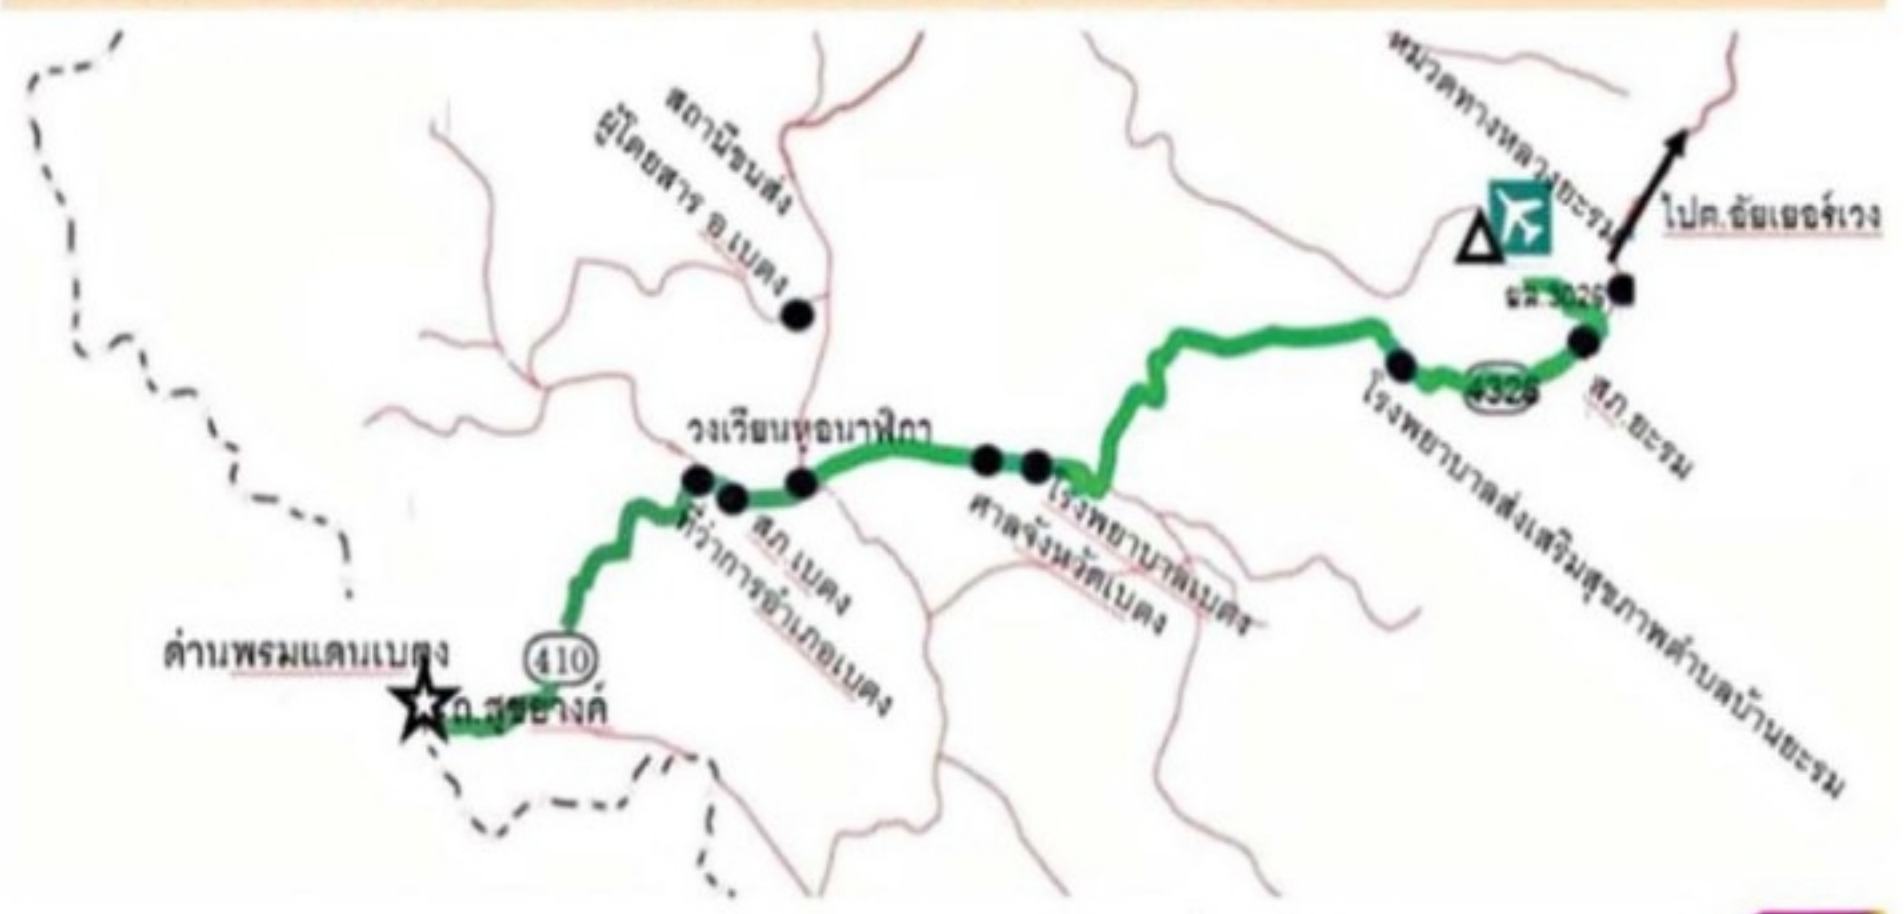 หมวดทางหลวงยะรม
สถานีขนส่ง
ผู้โดยสาร อ.เบตง
ไปต.อัยเยอร์เวง
ยล.3026
4326
สภ.ยะรม
โรงพยาบาลส่งเสริมสุขภาพตำบลบ้านยะรม
วงเวียนหอนาฬิกา
ศาลจังหวัดเบตง
โรงพยาบาลเบตง
สภ.เบตง
ที่ว่าการอำเภอเบตง
ด่านพรมแดนเบตง
410
ถ.สุขยางค์